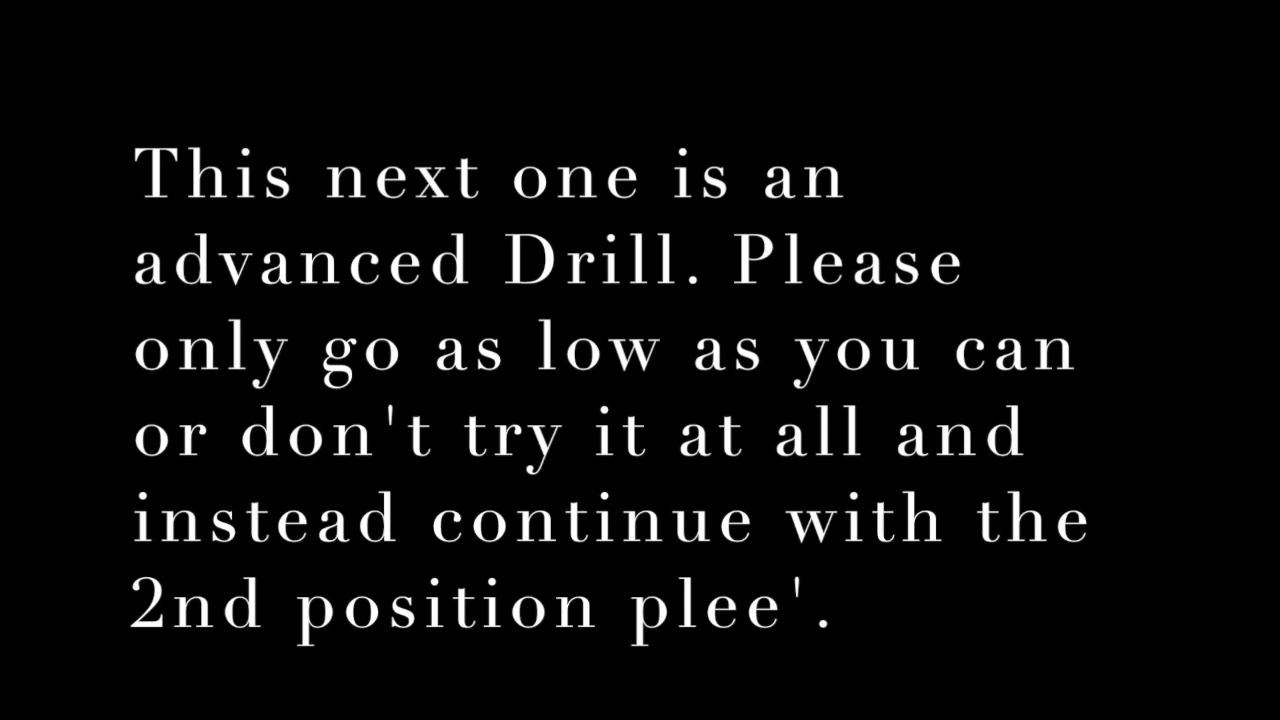 This next one is an
advanced Drill. Please
only go as low as you can
or don't try it at all and
instead continue with the
2nd position plee'.